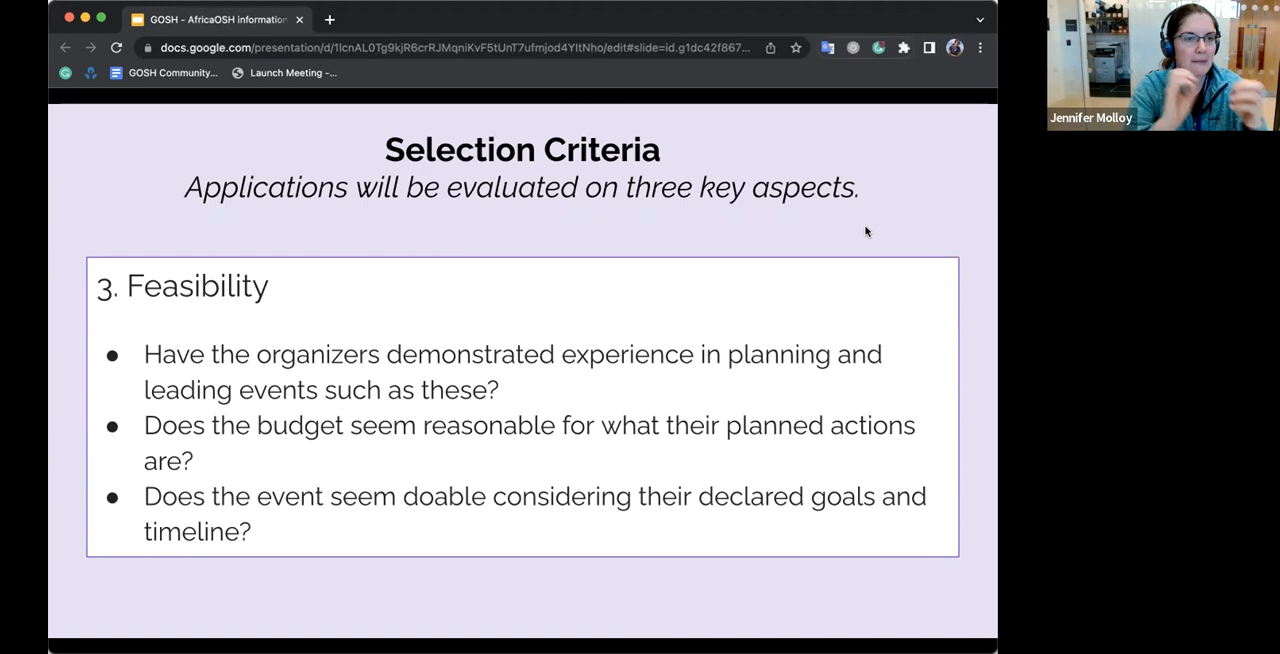 GOSH - AfricaOSH information
docs.google.com/presentation/d/1IcnAL0Tg9kjR6crRJMqniKvF5tUnT7ufmjod4YItNho/edit#slide=id.g1dc42f867...
GOSH Community...
Launch Meeting -...
Jennifer Molloy
Selection Criteria
Applications will be evaluated on three key aspects.
3. Feasibility
● Have the organizers demonstrated experience in planning and
leading events such as these?
● Does the budget seem reasonable for what their planned actions
are?
● Does the event seem doable considering their declared goals and
timeline?